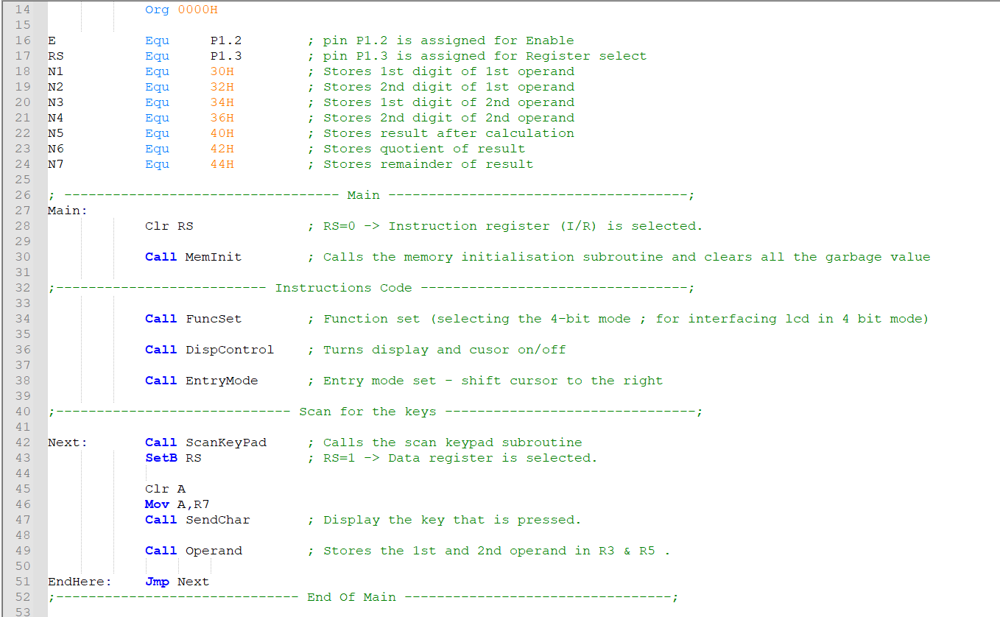 14 Org 0000H
15
16 E Equ P1.2 ; pin P1.2 is assigned for Enable
17 RS Equ P1.3 ; pin P1.3 is assigned for Register select
18 N1 Equ 30H ; Stores 1st digit of 1st operand
19 N2 Equ 32H ; Stores 2nd digit of 1st operand
20 N3 Equ 34H ; Stores 1st digit of 2nd operand
21 N4 Equ 36H ; Stores 2nd digit of 2nd operand
22 N5 Equ 40H ; Stores result after calculation
23 N6 Equ 42H ; Stores quotient of result
24 N7 Equ 44H ; Stores remainder of result
25
26 ; ---------------------------------- Main -------------------------------------;
27 Main:
28 Clr RS ; RS=0 -> Instruction register (I/R) is selected.
29
30 Call MemInit ; Calls the memory initialisation subroutine and clears all the garbage value
31
32 ;-------------------------- Instructions Code ---------------------------------;
33
34 Call FuncSet ; Function set (selecting the 4-bit mode ; for interfacing lcd in 4 bit mode)
35
36 Call DispControl ; Turns display and cusor on/off
37
38 Call EntryMode ; Entry mode set - shift cursor to the right
39
40 ;----------------------------- Scan for the keys -------------------------------;
41
42 Next: Call ScanKeyPad ; Calls the scan keypad subroutine
43 SetB RS ; RS=1 -> Data register is selected.
44
45 Clr A
46 Mov A,R7
47 Call SendChar ; Display the key that is pressed.
48
49 Call Operand ; Stores the 1st and 2nd operand in R3 & R5 .
50
51 EndHere: Jmp Next
52 ;------------------------------ End Of Main ---------------------------------;
53